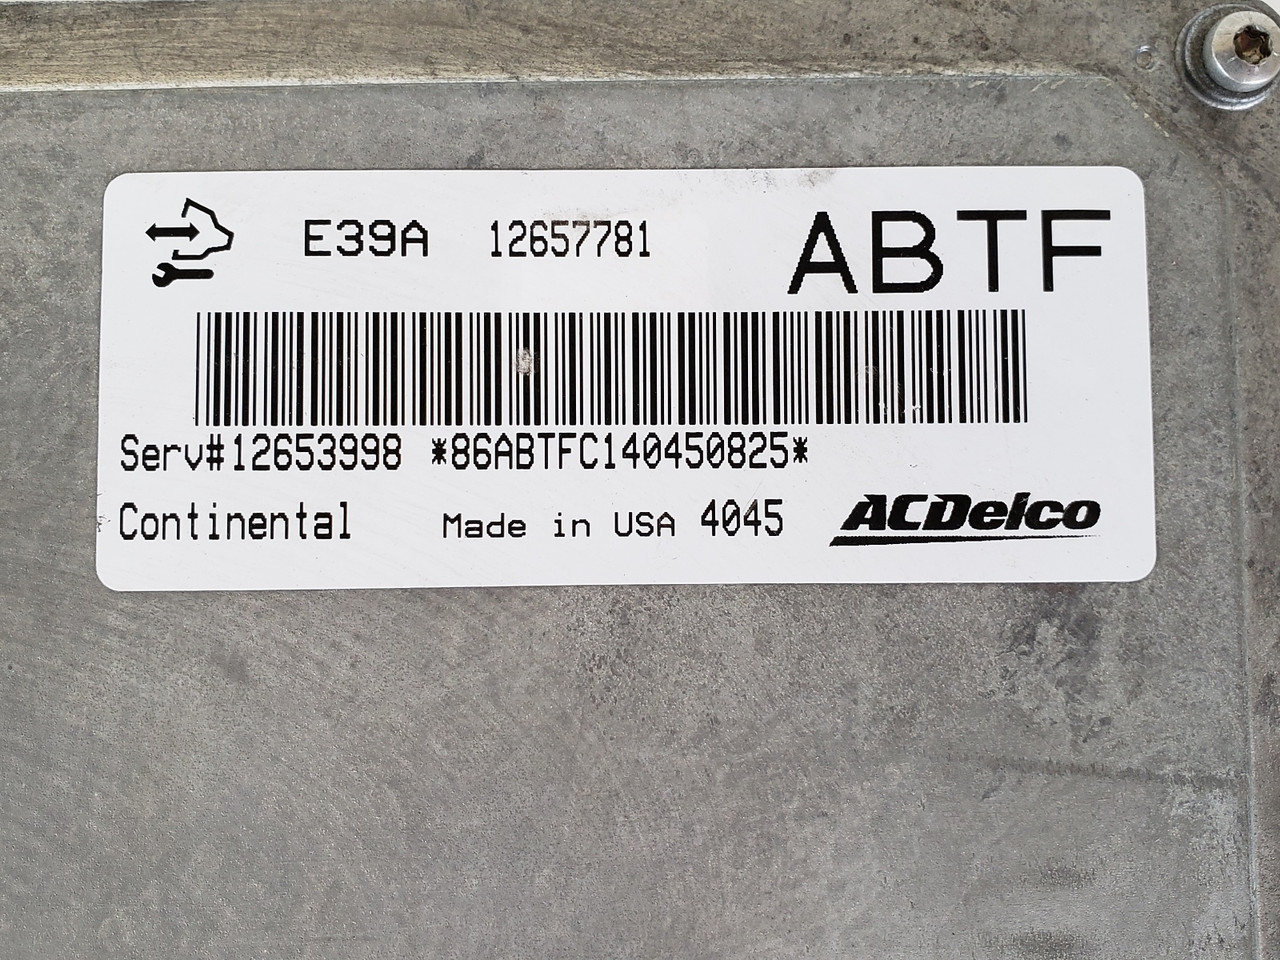 E39A 12657781 ABTF
Serv#12653998 *86ABTFC140450825*
Continental Made in USA 4045 ACDelco